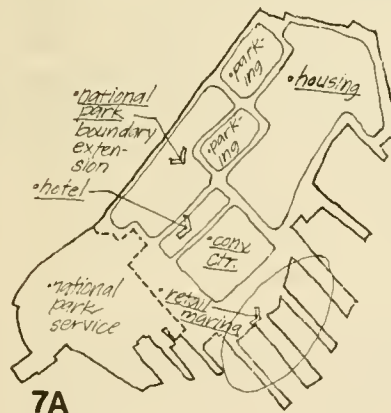 •park-
ing
•housing
•national
park
boundary
exten-
sion
•park-
ing
•hotel
•conv.
ctr.
•national
park
service
•retail
marina
7A